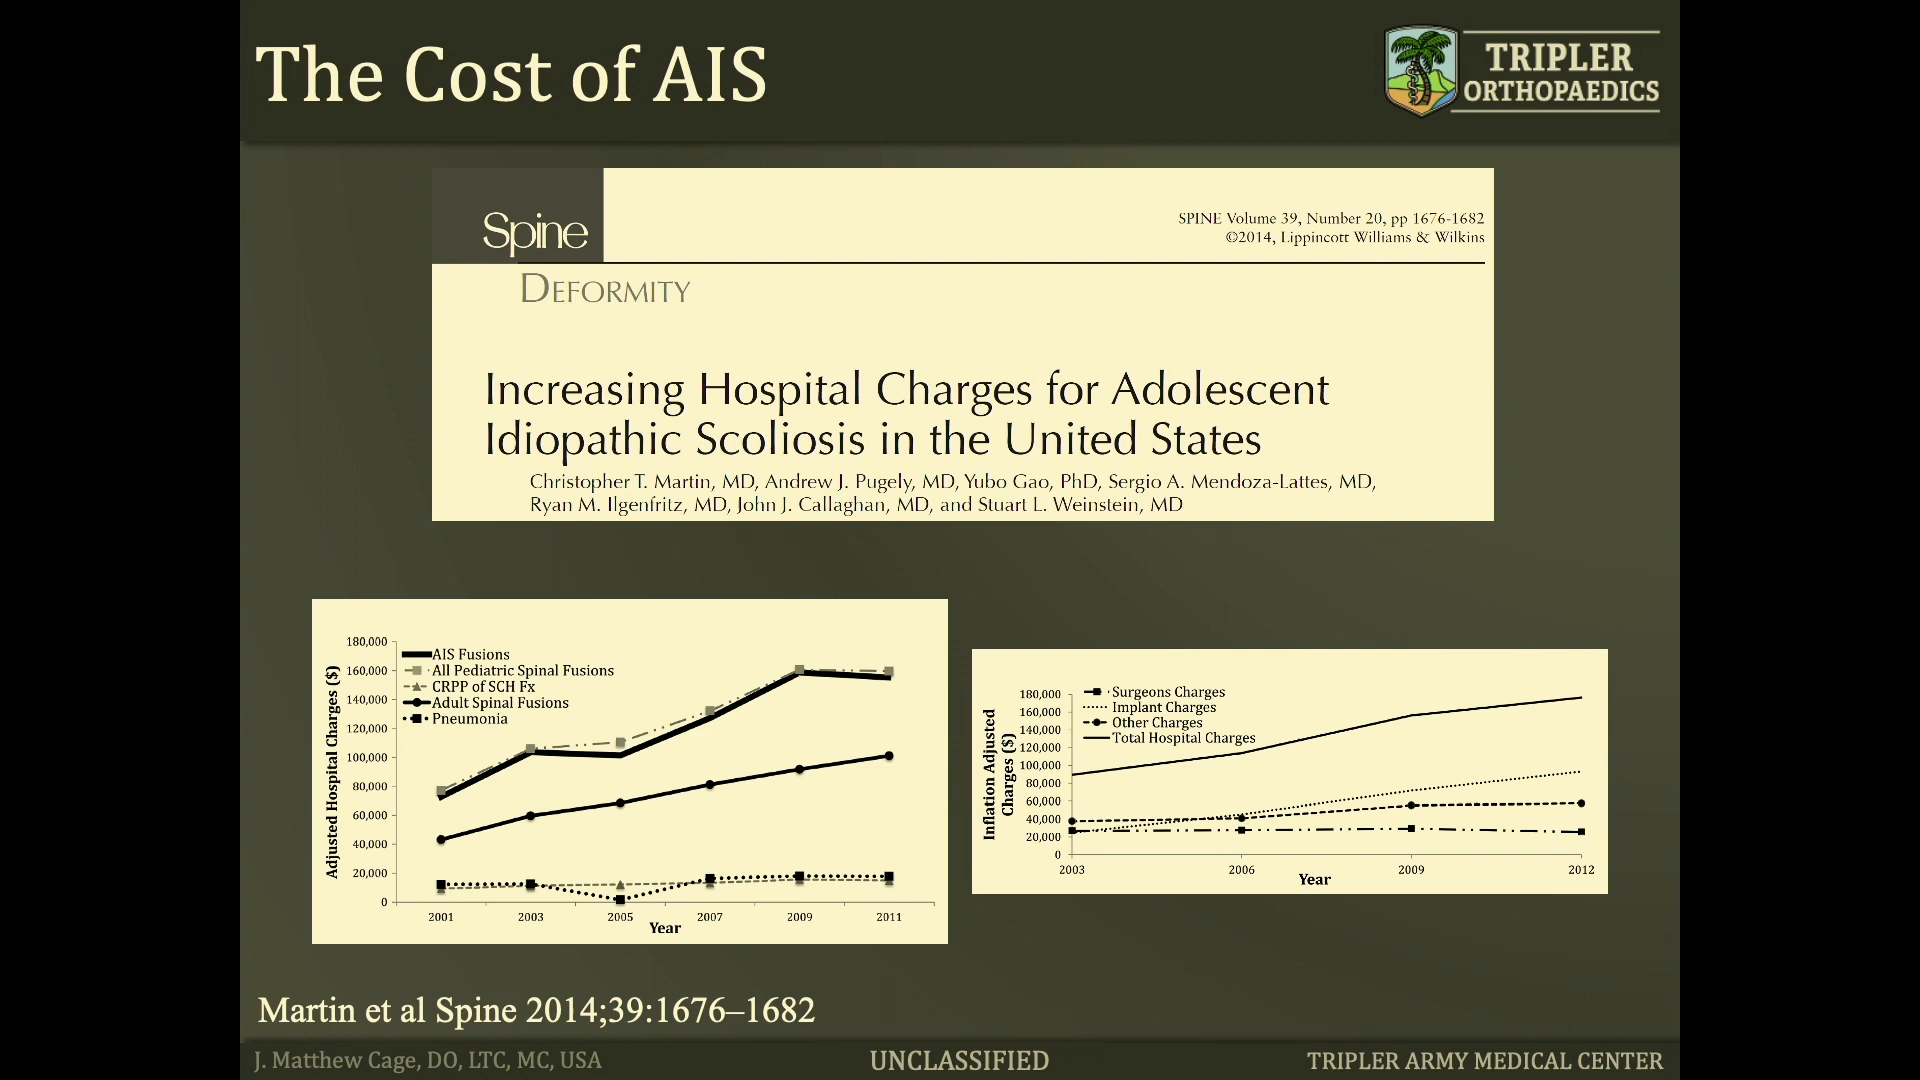 The Cost of AIS
TRIPLER
ORTHOPAEDICS
Spine
SPINE Volume 39, Number 20, pp 1676-1682
©2014, Lippincott Williams & Wilkins
DEFORMITY
Increasing Hospital Charges for Adolescent
Idiopathic Scoliosis in the United States
Christopher T. Martin, MD, Andrew J. Pugely, MD, Yubo Gao, PhD, Sergio A. Mendoza-Lattes, MD,
Ryan M. Ilgenfritz, MD, John J. Callaghan, MD, and Stuart L. Weinstein, MD
Adjusted Hospital Charges ($)
180,000
160,000
140,000
120,000
100,000
80,000
60,000
40,000
20,000
0
AIS Fusions
All Pediatric Spinal Fusions
CRPP of SCH Fx
Adult Spinal Fusions
Pneumonia
2001 2003 2005 2007 2009 2011
Year
Inflation Adjusted
Charges ($)
180,000
160,000
140,000
120,000
100,000
80,000
60,000
40,000
20,000
0
Surgeons Charges
Implant Charges
Other Charges
Total Hospital Charges
2003 2006 2009 2012
Year
Martin et al Spine 2014;39:1676–1682
J. Matthew Cage, DO, LTC, MC, USA
UNCLASSIFIED
TRIPLER ARMY MEDICAL CENTER